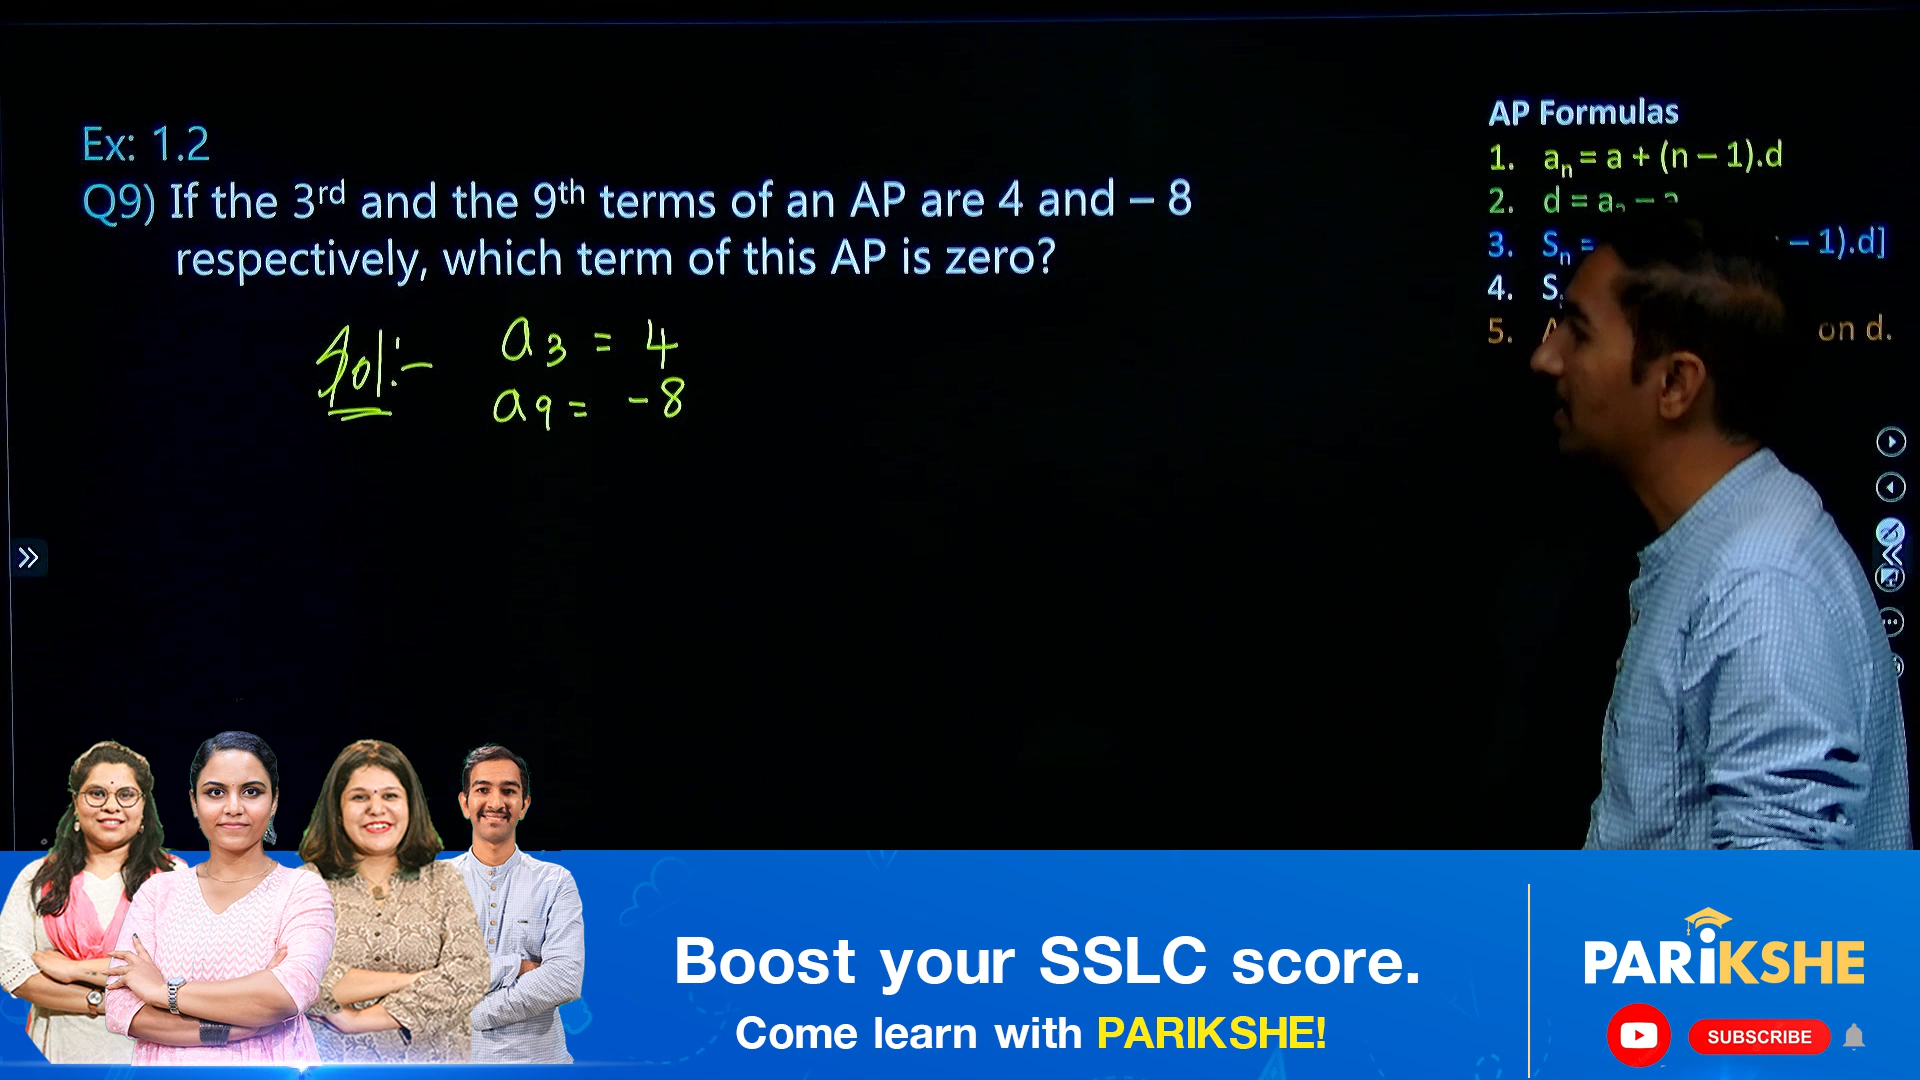 Ex: 1.2
Q9) If the 3rd and the 9th terms of an AP are 4 and – 8
respectively, which term of this AP is zero?
Sol:-
a3 = 4
a9 = -8
AP Formulas
1. an = a + (n – 1).d
2. d = a
3. Sn = – 1).d]
4. S
5. on d.
Boost your SSLC score.
Come learn with PARIKSHE!
PARIKSHE
SUBSCRIBE